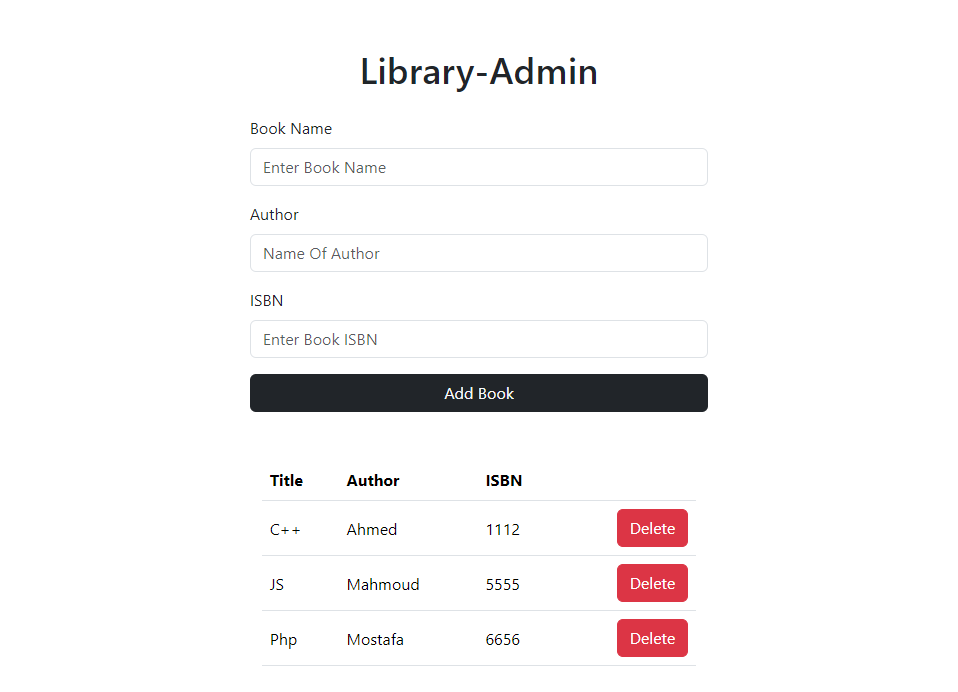 Library-Admin
Book Name
Enter Book Name
Author
Name Of Author
ISBN
Enter Book ISBN
Add Book
Title Author ISBN
C++ Ahmed 1112 Delete
JS Mahmoud 5555 Delete
Php Mostafa 6656 Delete